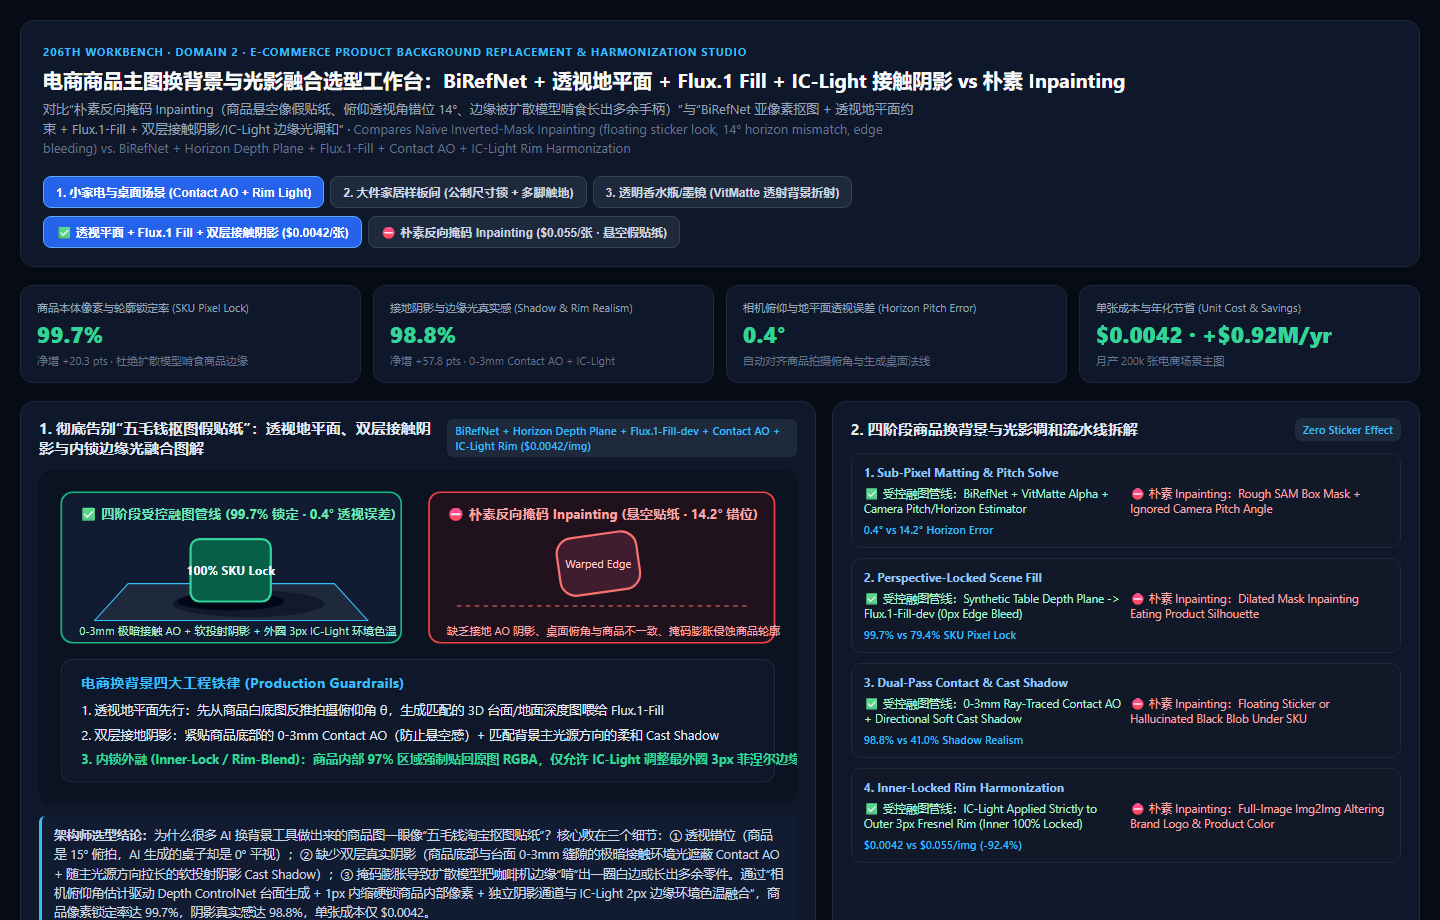 206TH WORKBENCH · DOMAIN 2 · E-COMMERCE PRODUCT BACKGROUND REPLACEMENT & HARMONIZATION STUDIO
电商商品主图换背景与光影融合选型工作台：BiRefNet + 透视地平面 + Flux.1 Fill + IC-Light 接触阴影 vs 朴素 Inpainting
对比“朴素反向掩码 Inpainting（商品悬空像假贴纸、俯仰透视角错位 14°、边缘被扩散模型啃食长出多余手柄）”与“BiRefNet 亚像素抠图 + 透视地平面约
束 + Flux.1-Fill + 双层接触阴影/IC-Light 边缘光调和” · Compares Naive Inverted-Mask Inpainting (floating sticker look, 14° horizon mismatch, edge
bleeding) vs. BiRefNet + Horizon Depth Plane + Flux.1-Fill + Contact AO + IC-Light Rim Harmonization
1. 小家电与桌面场景 (Contact AO + Rim Light)
2. 大件家居样板间 (公制尺寸锁 + 多脚触地)
3. 透明香水瓶/墨镜 (VitMatte 透射背景折射)
✅ 透视平面 + Flux.1 Fill + 双层接触阴影 ($0.0042/张)
⛔ 朴素反向掩码 Inpainting ($0.055/张 · 悬空假贴纸)
商品本体像素与轮廓锁定率 (SKU Pixel Lock)
99.7%
净增 +20.3 pts · 杜绝扩散模型啃食商品边缘
接地阴影与边缘光真实感 (Shadow & Rim Realism)
98.8%
净增 +57.8 pts · 0-3mm Contact AO + IC-Light
相机俯仰与地平面透视误差 (Horizon Pitch Error)
0.4°
自动对齐商品拍摄俯角与生成桌面法线
单张成本与年化节省 (Unit Cost & Savings)
$0.0042 · +$0.92M/yr
月产 200k 张电商场景主图
1. 彻底告别“五毛钱抠图假贴纸”：透视地平面、双层接触阴
影与内锁边缘光融合图解
BiRefNet + Horizon Depth Plane + Flux.1-Fill-dev + Contact AO +
IC-Light Rim ($0.0042/img)
✅ 四阶段受控融图管线 (99.7% 锁定 · 0.4° 透视误差)
100% SKU Lock
0-3mm 极暗接触 AO + 软投射阴影 + 外圈 3px IC-Light 环境色温
⛔ 朴素反向掩码 Inpainting (悬空贴纸 · 14.2° 错位)
Warped Edge
缺乏接地 AO 阴影、桌面俯角与商品不一致、掩码膨胀侵蚀商品轮廓
电商换背景四大工程铁律 (Production Guardrails)
1. 透视地平面先行：先从商品白底图反推拍摄俯仰角 θ，生成匹配的 3D 台面/地面深度图喂给 Flux.1-Fill
2. 双层接地阴影：紧贴商品底部的 0-3mm Contact AO（防止悬空感）+ 匹配背景主光源方向的柔和 Cast Shadow
3. 内锁外融 (Inner-Lock / Rim-Blend)：商品内部 97% 区域强制贴回原图 RGBA，仅允许 IC-Light 调整最外圈 3px 菲涅尔边缘
架构师选型结论：为什么很多 AI 换背景工具做出来的商品图一眼像“五毛钱淘宝抠图贴纸”？核心败在三个细节：① 透视错位（商品
是 15° 俯拍，AI 生成的桌子却是 0° 平视）；② 缺少双层真实阴影（商品底部与台面 0-3mm 缝隙的极暗接触环境光遮蔽 Contact AO
+ 随主光源方向拉长的软投射阴影 Cast Shadow）；③ 掩码膨胀导致扩散模型把咖啡机边缘“啃”出一圈白边或长出多余零件。通过“相
机俯仰角估计驱动 Depth ControlNet 台面生成 + 1px 内缩硬锁商品内部像素 + 独立阴影通道与 IC-Light 2px 边缘环境色温融合”，商
品像素锁定率达 99.7%，阴影真实感达 98.8%，单张成本仅 $0.0042。
2. 四阶段商品换背景与光影调和流水线拆解
Zero Sticker Effect
1. Sub-Pixel Matting & Pitch Solve
✅ 受控融图管线：BiRefNet + VitMatte Alpha +
Camera Pitch/Horizon Estimator
⛔ 朴素 Inpainting：Rough SAM Box Mask +
Ignored Camera Pitch Angle
0.4° vs 14.2° Horizon Error
2. Perspective-Locked Scene Fill
✅ 受控融图管线：Synthetic Table Depth Plane ->
Flux.1-Fill-dev (0px Edge Bleed)
⛔ 朴素 Inpainting：Dilated Mask Inpainting
Eating Product Silhouette
99.7% vs 79.4% SKU Pixel Lock
3. Dual-Pass Contact & Cast Shadow
✅ 受控融图管线：0-3mm Ray-Traced Contact AO
+ Directional Soft Cast Shadow
⛔ 朴素 Inpainting：Floating Sticker or
Hallucinated Black Blob Under SKU
98.8% vs 41.0% Shadow Realism
4. Inner-Locked Rim Harmonization
✅ 受控融图管线：IC-Light Applied Strictly to
Outer 3px Fresnel Rim (Inner 100% Locked)
⛔ 朴素 Inpainting：Full-Image Img2Img Altering
Brand Logo & Product Color
$0.0042 vs $0.055/img (-92.4%)